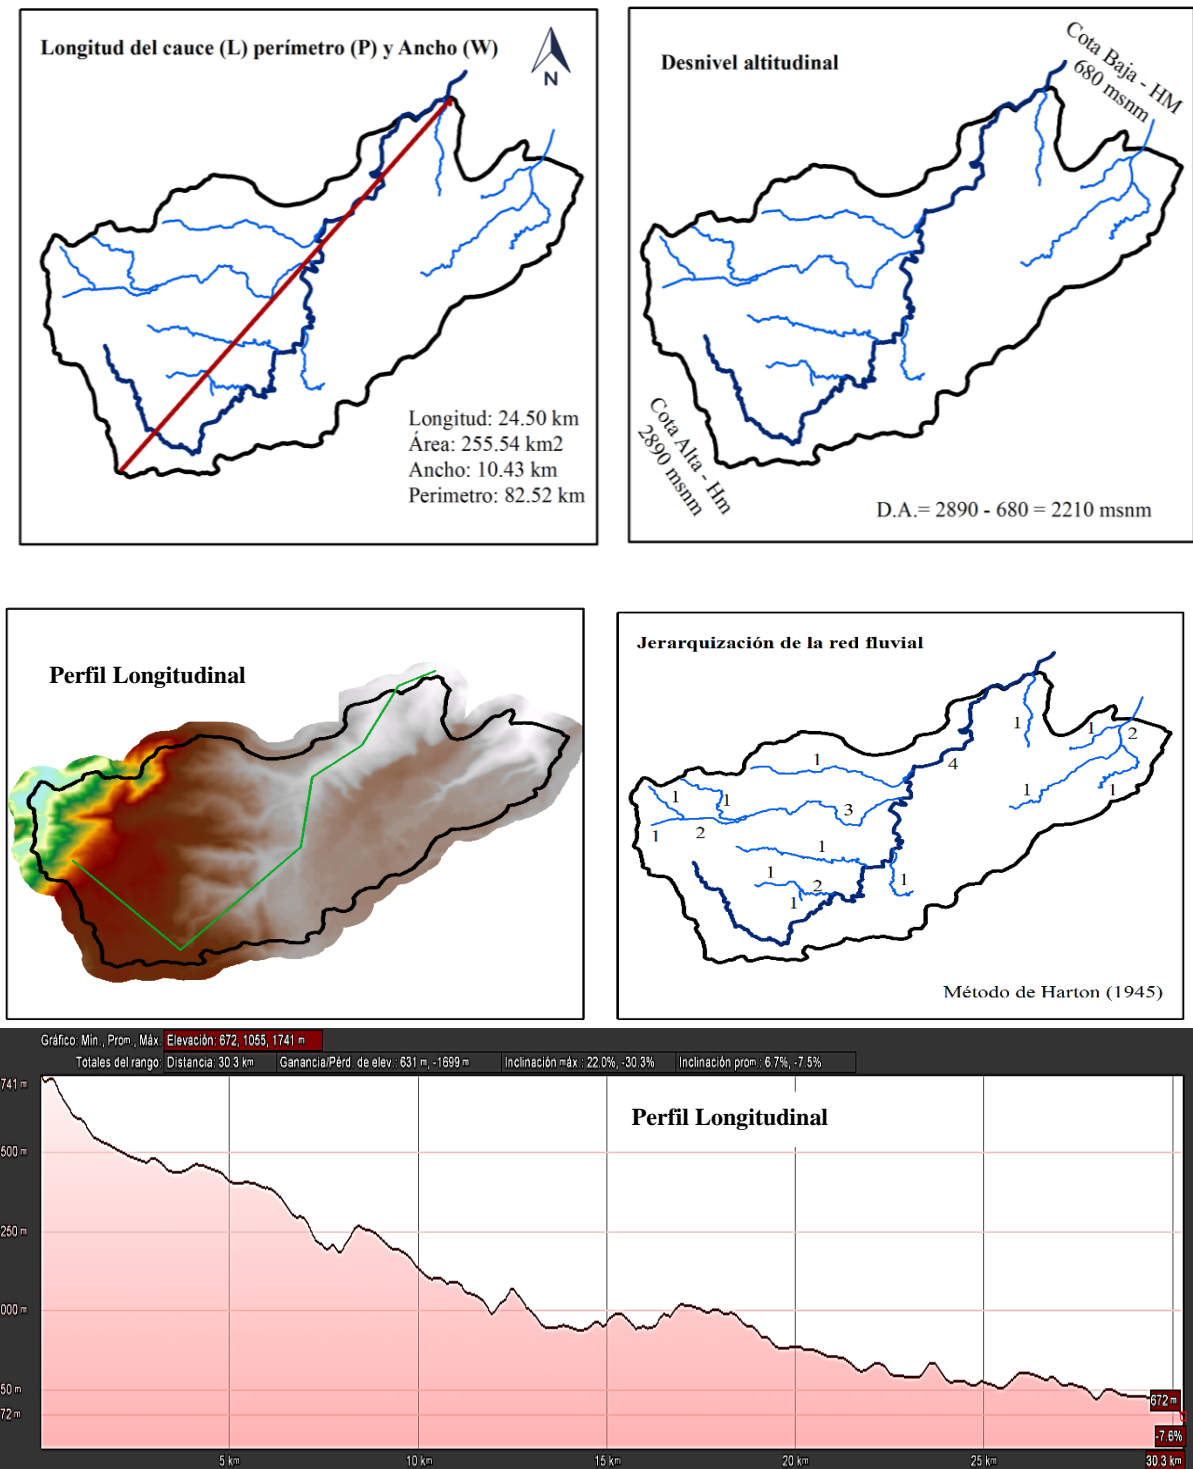 Longitud del cauce (L) perímetro (P) y Ancho (W)
N
Longitud: 24.50 km
Área: 255.54 km2
Ancho: 10.43 km
Perimetro: 82.52 km
Desnivel altitudinal
Cota Baja - HM
680 msnm
Cota Alta - Hm
2890 msnm
D.A.= 2890 - 680 = 2210 msnm
Perfil Longitudinal
Jerarquización de la red fluvial
1
1
2
4
1
1
1
1
1
3
1
2
1
1
1
2
1
1
Método de Harton (1945)
Gráfico: Min., Prom., Máx. Elevación: 672, 1055, 1741 m
Totales del rango: Distancia: 30.3 km Ganancia/Pérd. de elev.: 631 m, -1699 m Inclinación máx.: 22.0%, -30.3% Inclinación prom.: 6.7%, -7.5%
741 m
Perfil Longitudinal
500 m
250 m
000 m
50 m
672 m
72 m
-7.6%
5 km 10 km 15 km 20 km 25 km 30.3 km